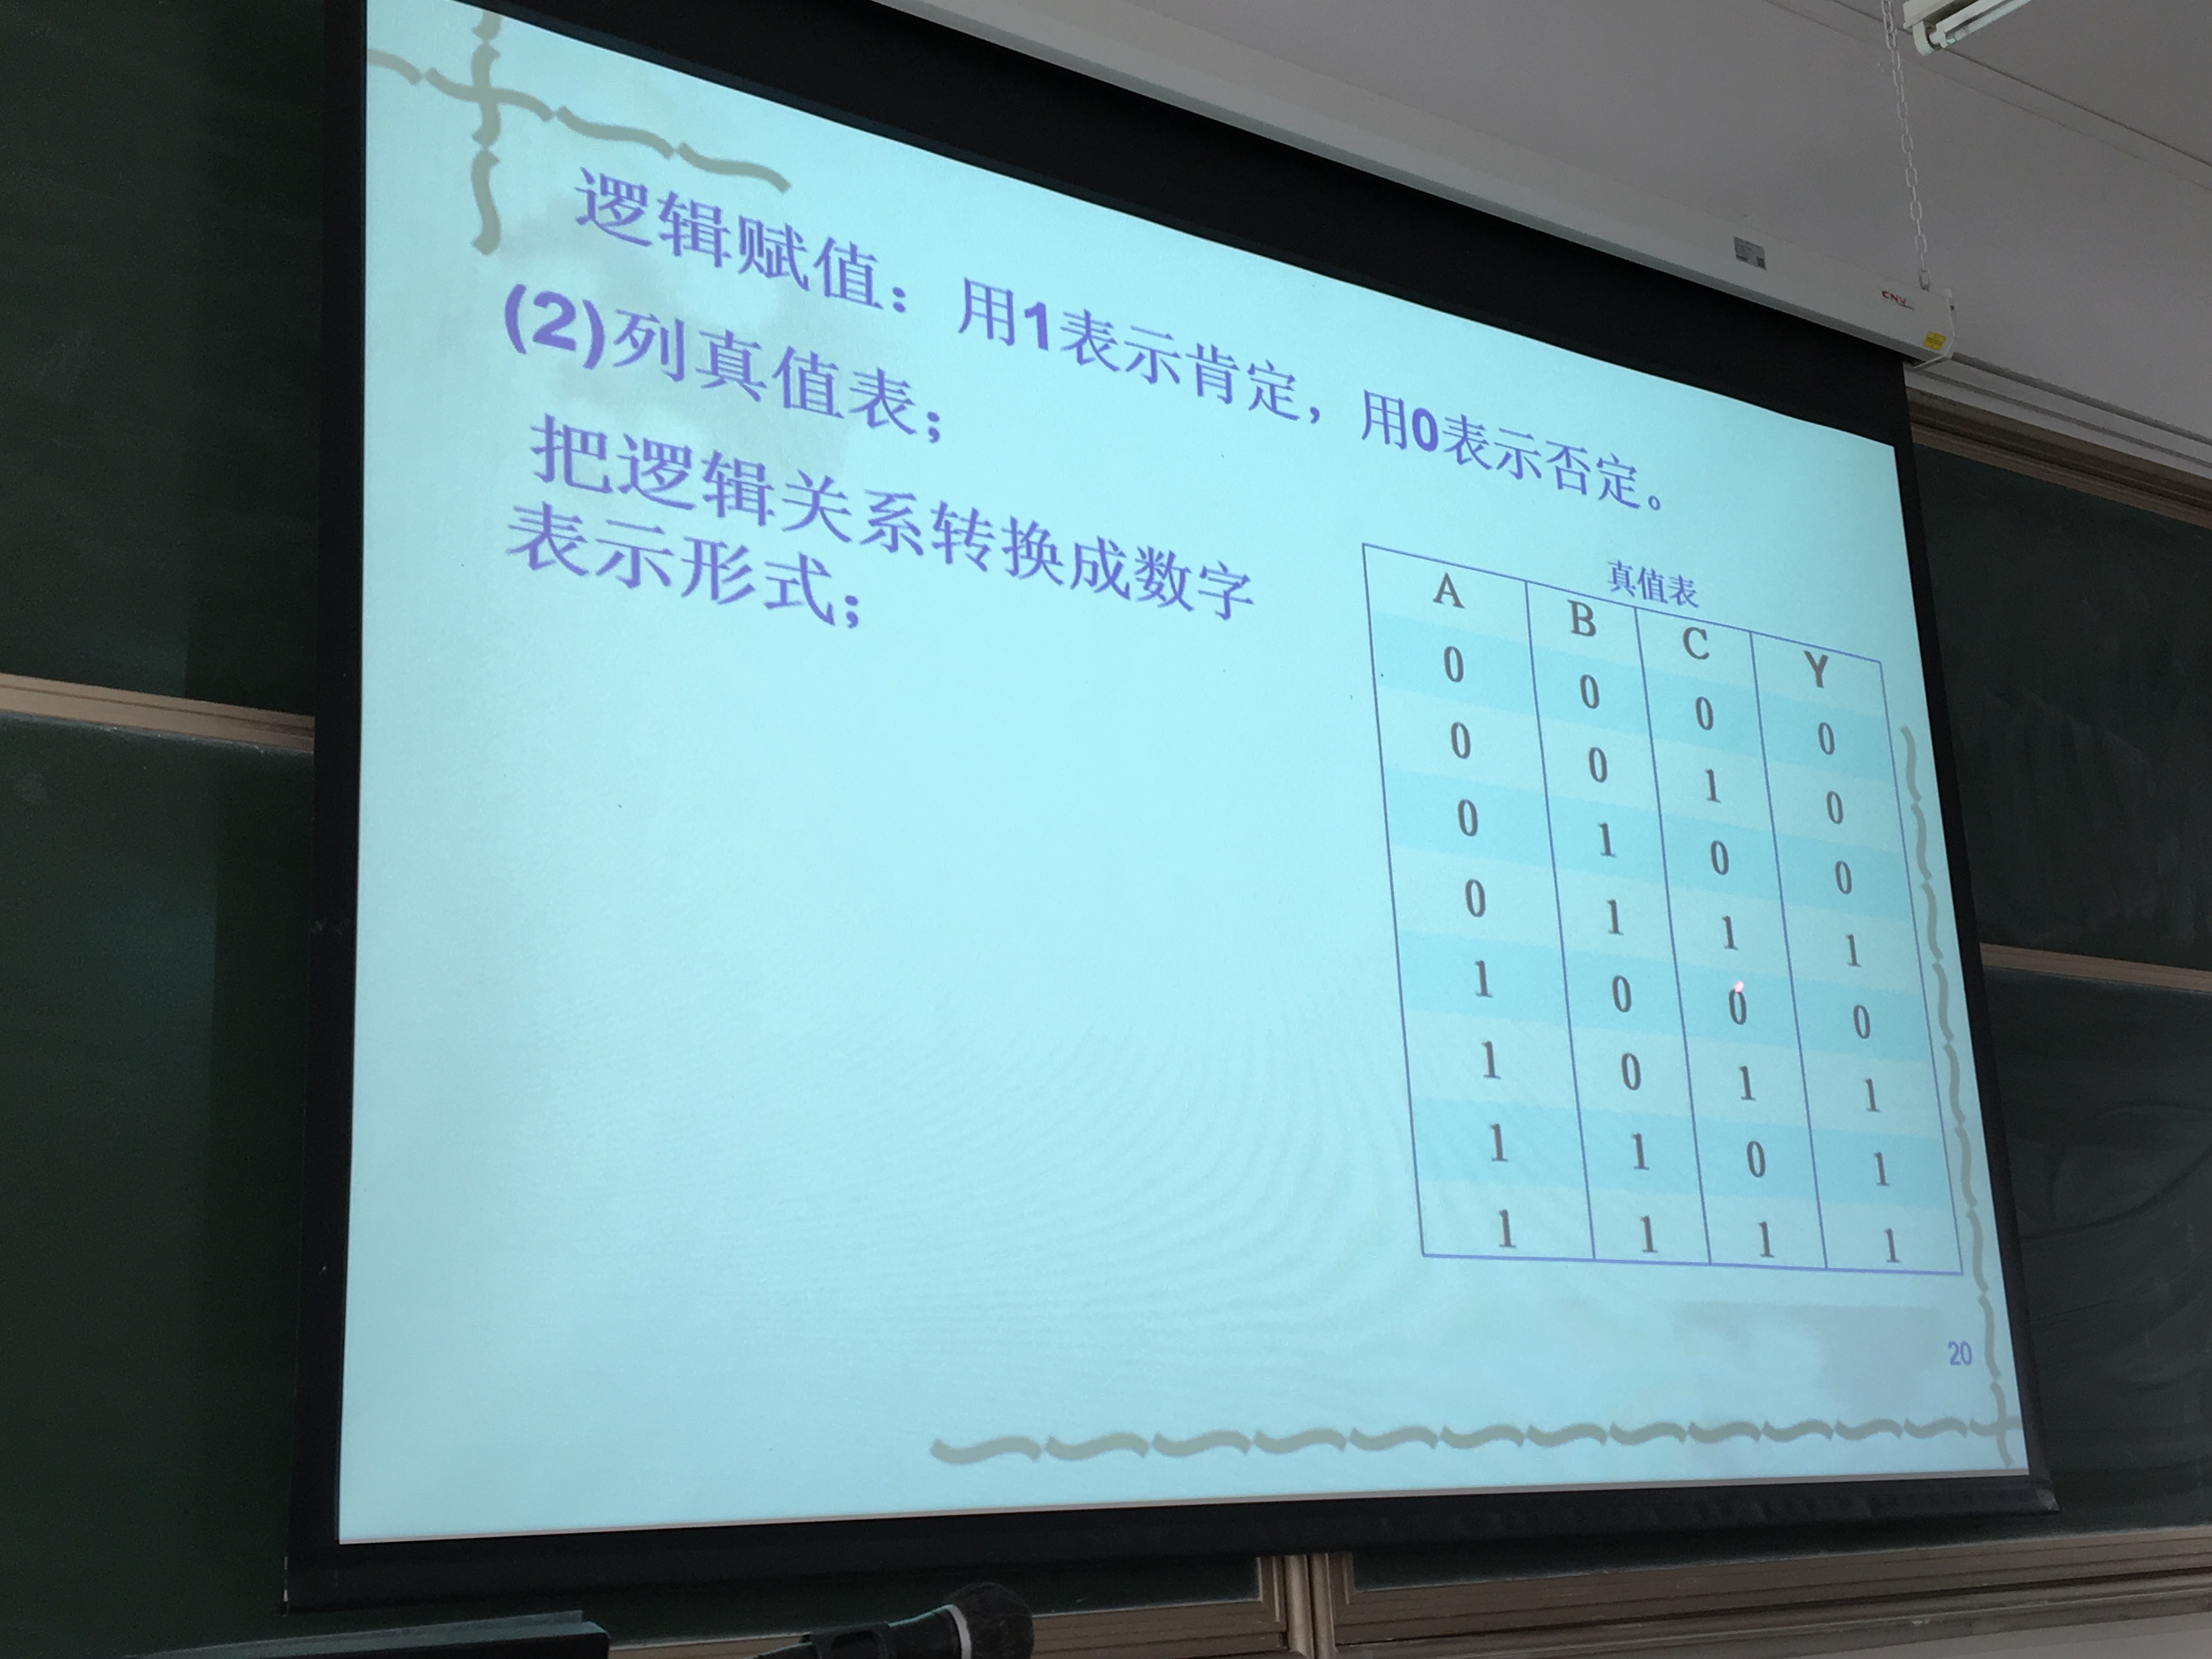 逻辑赋值：用1表示肯定，用0表示否定。
(2)列真值表；
把逻辑关系转换成数字
表示形式；
真值表
A B C Y
0 0 0 0
0 0 1 0
0 1 0 0
0 1 1 1
1 0 0 0
1 0 1 1
1 1 0 1
1 1 1 1
20